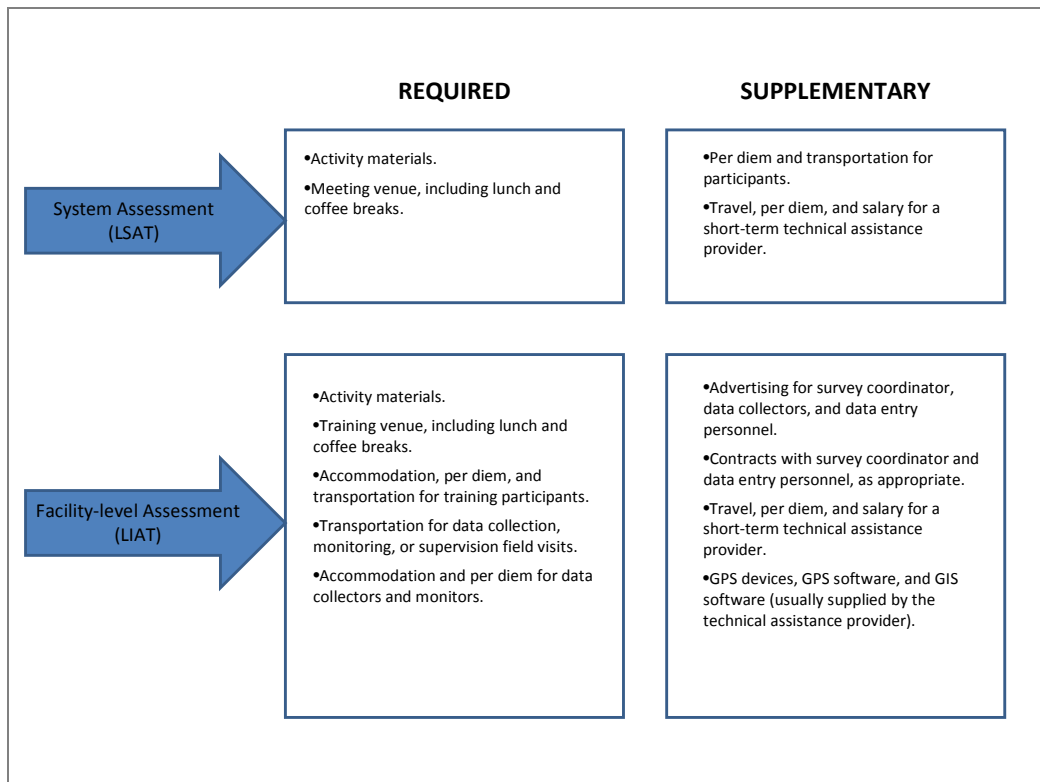 REQUIRED
SUPPLEMENTARY
System Assessment
(LSAT)
•Activity materials.
•Meeting venue, including lunch and
coffee breaks.
•Per diem and transportation for
participants.
•Travel, per diem, and salary for a
short-term technical assistance
provider.
Facility-level Assessment
(LIAT)
•Activity materials.
•Training venue, including lunch and
coffee breaks.
•Accommodation, per diem, and
transportation for training participants.
•Transportation for data collection,
monitoring, or supervision field visits.
•Accommodation and per diem for data
collectors and monitors.
•Advertising for survey coordinator,
data collectors, and data entry
personnel.
•Contracts with survey coordinator and
data entry personnel, as appropriate.
•Travel, per diem, and salary for a
short-term technical assistance
provider.
•GPS devices, GPS software, and GIS
software (usually supplied by the
technical assistance provider).